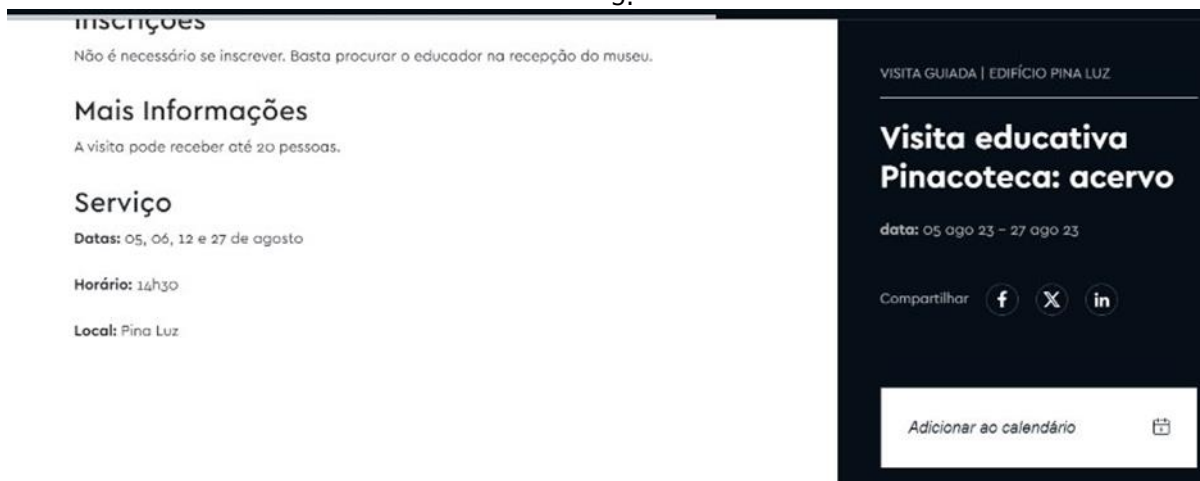 Inscrições
Não é necessário se inscrever. Basta procurar o educador na recepção do museu.
Mais Informações
A visita pode receber até 20 pessoas.
Serviço
Datas: 05, 06, 12 e 27 de agosto
Horário: 14h30
Local: Pina Luz
VISITA GUIADA | EDIFÍCIO PINA LUZ
Visita educativa
Pinacoteca: acervo
data: 05 ago 23 – 27 ago 23
Compartilhar
Adicionar ao calendário